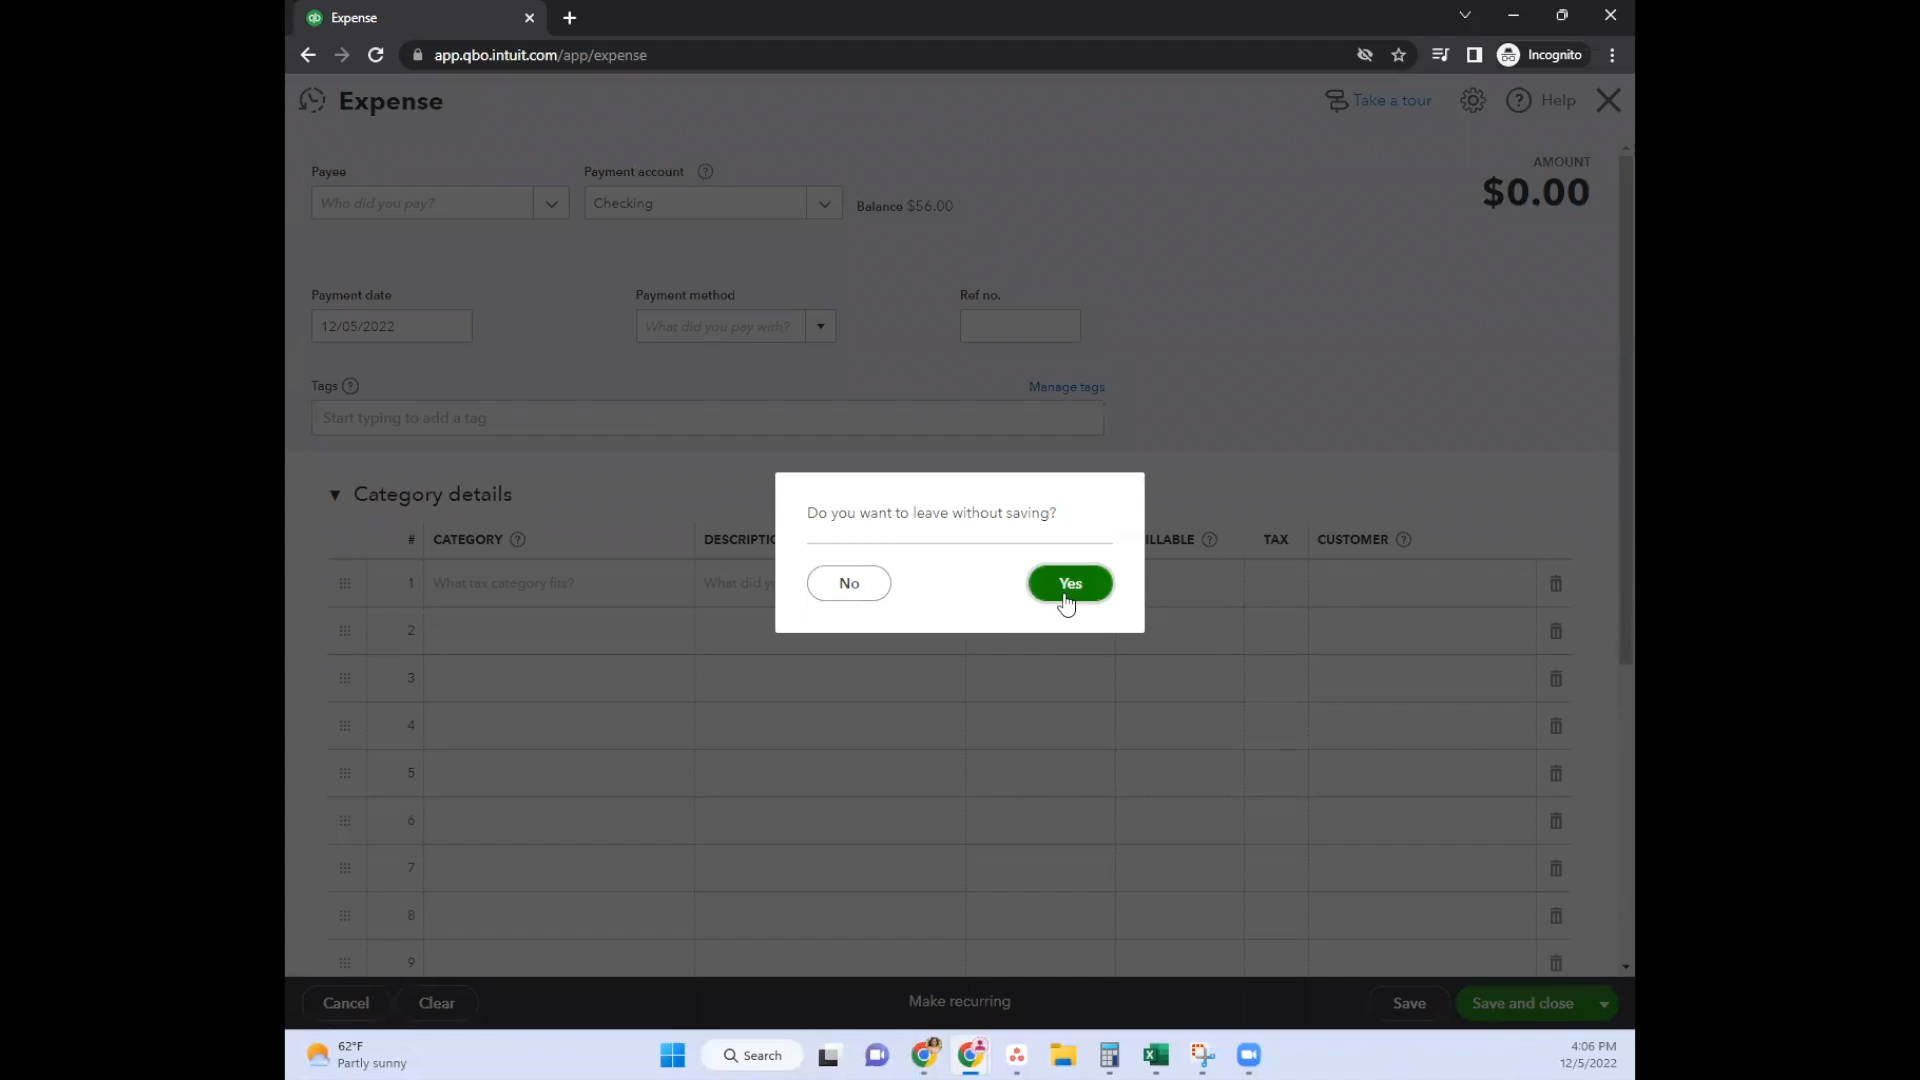 Expense
app.qbo.intuit.com/app/expense
Incognito
Expense
Take a tour
Help
Payee
Payment account
AMOUNT
Who did you pay?
Checking
Balance $56.00
$0.00
Payment date
Payment method
Ref no.
12/05/2022
What did you pay with?
Tags
Manage tags
Start typing to add a tag
Category details
Do you want to leave without saving?
# CATEGORY
TAX
CUSTOMER
1 What tax category fits?
What did
No
Yes
2
3
4
5
6
7
8
9
Cancel
Clear
Make recurring
Save
Save and close
62°F
Partly sunny
Search
4:06 PM
12/5/2022